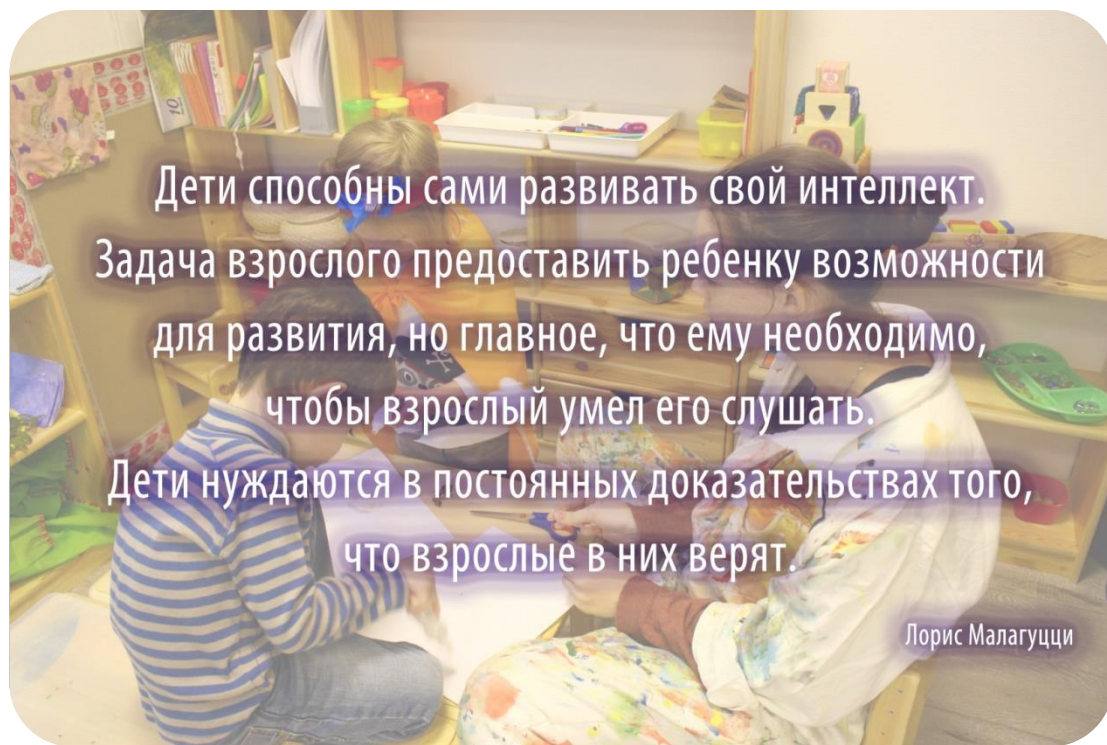 Дети способны сами развивать свой интеллект.
Задача взрослого предоставить ребенку возможности
для развития, но главное, что ему необходимо,
чтобы взрослый умел его слушать.
Дети нуждаются в постоянных доказательствах того,
что взрослые в них верят.
Лорис Малагуцци
10